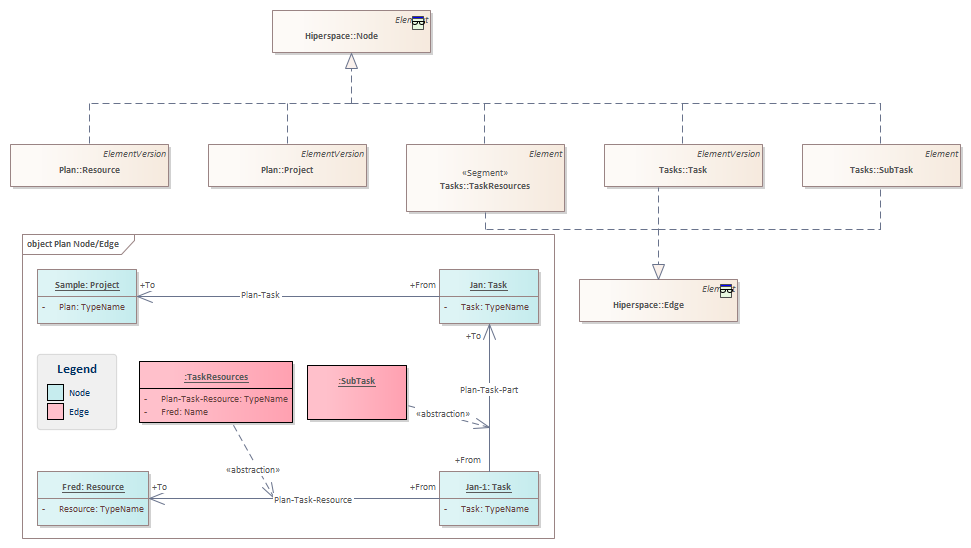 Element
Hiperspace::Node
ElementVersion
Plan::Resource
ElementVersion
Plan::Project
Element
«Segment»
Tasks::TaskResources
ElementVersion
Tasks::Task
Element
Tasks::SubTask
Element
Hiperspace::Edge
object Plan Node/Edge
Sample: Project
- Plan: TypeName
+To
Plan-Task
+From
Jan: Task
- Task: TypeName
+To
Legend
Node
Edge
:TaskResources
- Plan-Task-Resource: TypeName
- Fred: Name
:SubTask
Plan-Task-Part
«abstraction»
+From
«abstraction»
Fred: Resource
- Resource: TypeName
+To
Plan-Task-Resource
+From
Jan-1: Task
- Task: TypeName